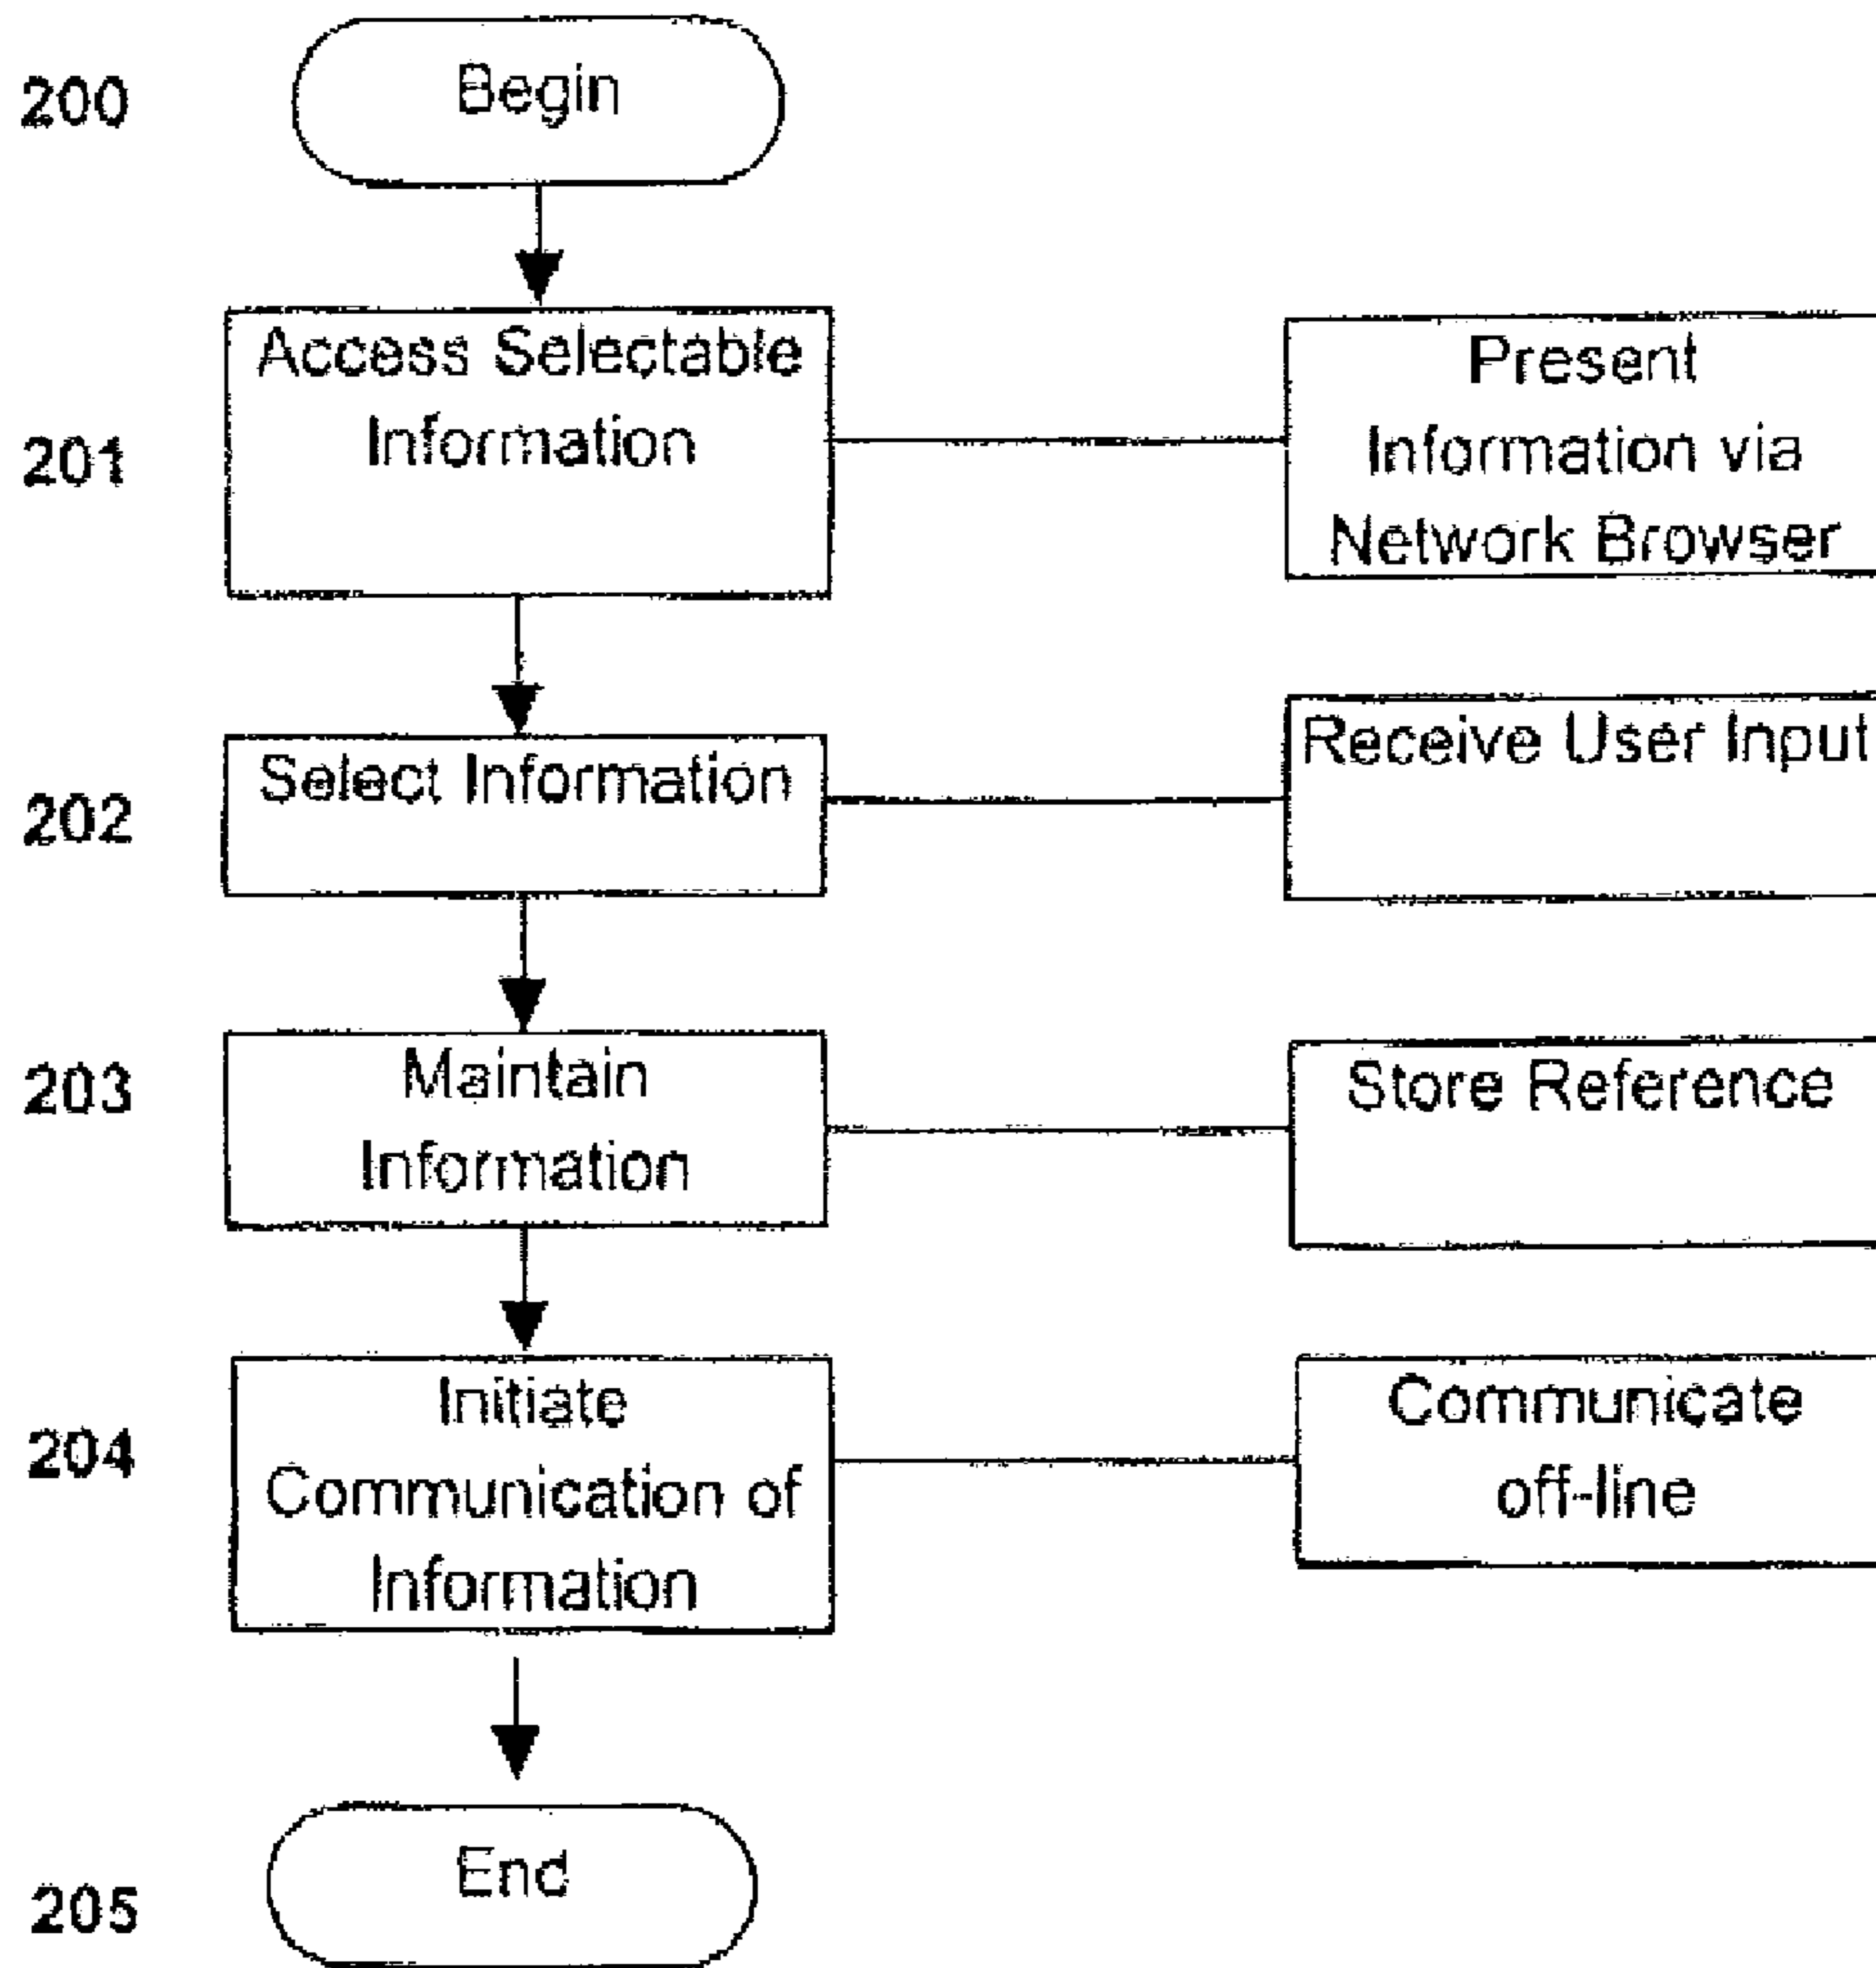 200
Begin
201
Access Selectable
Information
Present
Information via
Network Browser
202
Select Information
Receive User Input
203
Maintain
Information
Store Reference
204
Initiate
Communication of
Information
Communicate
off-line
205
End